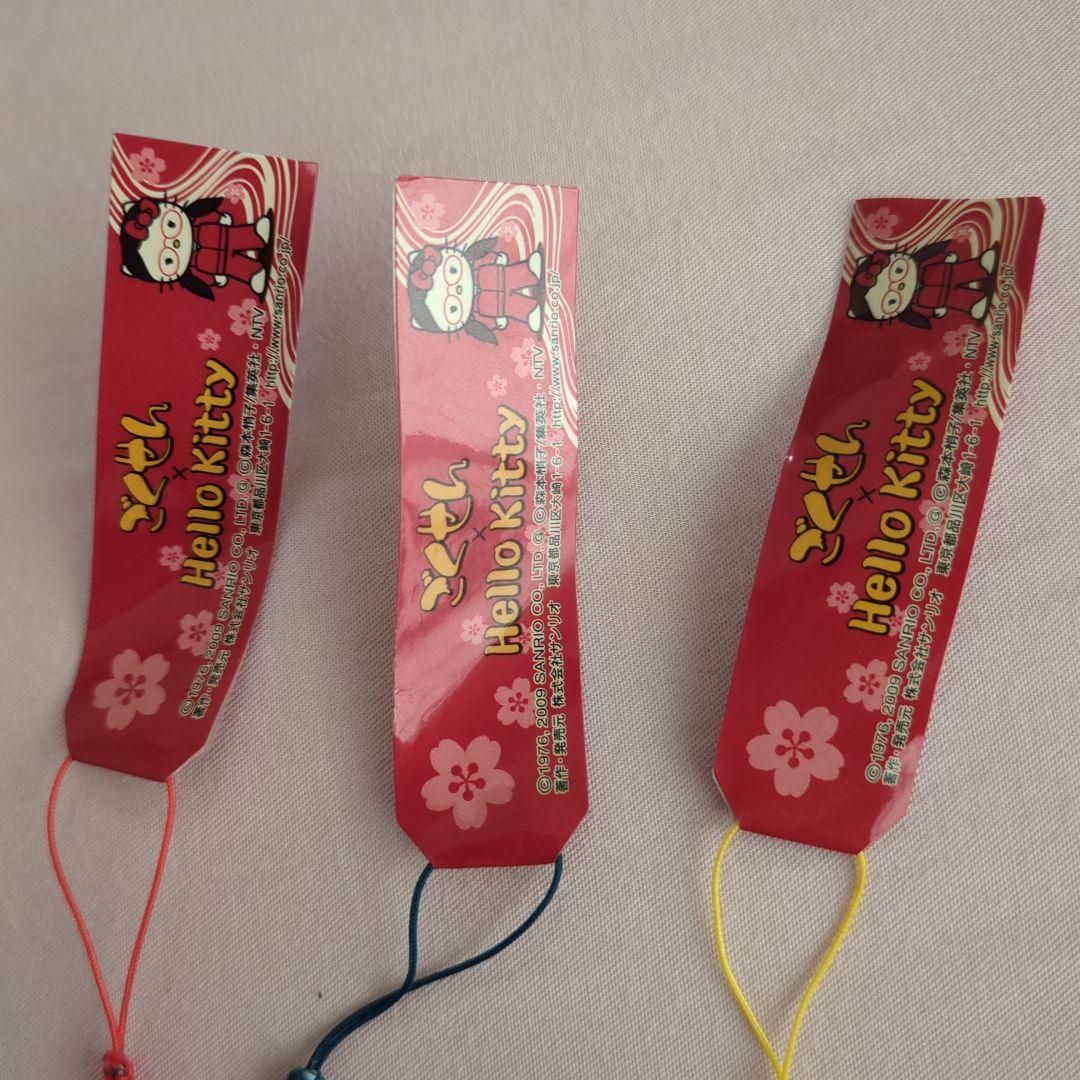 ごくせん
×
Hello Kitty
©1976, 2009 SANRIO CO., LTD. G ©森本梢子/集英社・NTV
著作・発売元 株式会社サンリオ 東京都品川区大崎1-6-1 http://www.sanrio.co.jp/
ごくせん
×
Hello Kitty
©1976, 2009 SANRIO CO., LTD. G ©森本梢子/集英社・NTV
著作・発売元 株式会社サンリオ 東京都品川区大崎1-6-1 http://www.sanrio.co.jp/
ごくせん
×
Hello Kitty
©1976, 2009 SANRIO CO., LTD. G ©森本梢子/集英社・NTV
著作・発売元 株式会社サンリオ 東京都品川区大崎1-6-1 http://www.sanrio.co.jp/